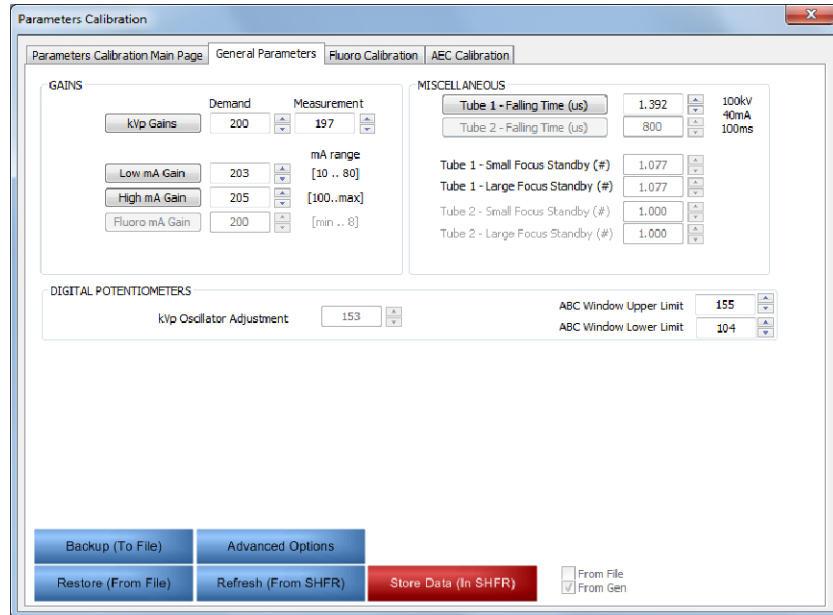 Parameters Calibration
Parameters Calibration Main Page General Parameters Fluoro Calibration AEC Calibration
GAINS
Demand Measurement
kVp Gains 200 197
mA range
Low mA Gain 203 [10 .. 80]
High mA Gain 205 [100..max]
Fluoro mA Gain 200 [min .. 8]
MISCELLANEOUS
Tube 1 - Falling Time (us) 1.392 100kV
40mA
Tube 2 - Falling Time (us) 800 100ms
Tube 1 - Small Focus Standby (#) 1.077
Tube 1 - Large Focus Standby (#) 1.077
Tube 2 - Small Focus Standby (#) 1.000
Tube 2 - Large Focus Standby (#) 1.000
DIGITAL POTENTIOMETERS
kVp Oscillator Adjustment 153
ABC Window Upper Limit 155
ABC Window Lower Limit 104
Backup (To File) Advanced Options
Restore (From File) Refresh (From SHFR) Store Data (In SHFR)
From File
From Gen